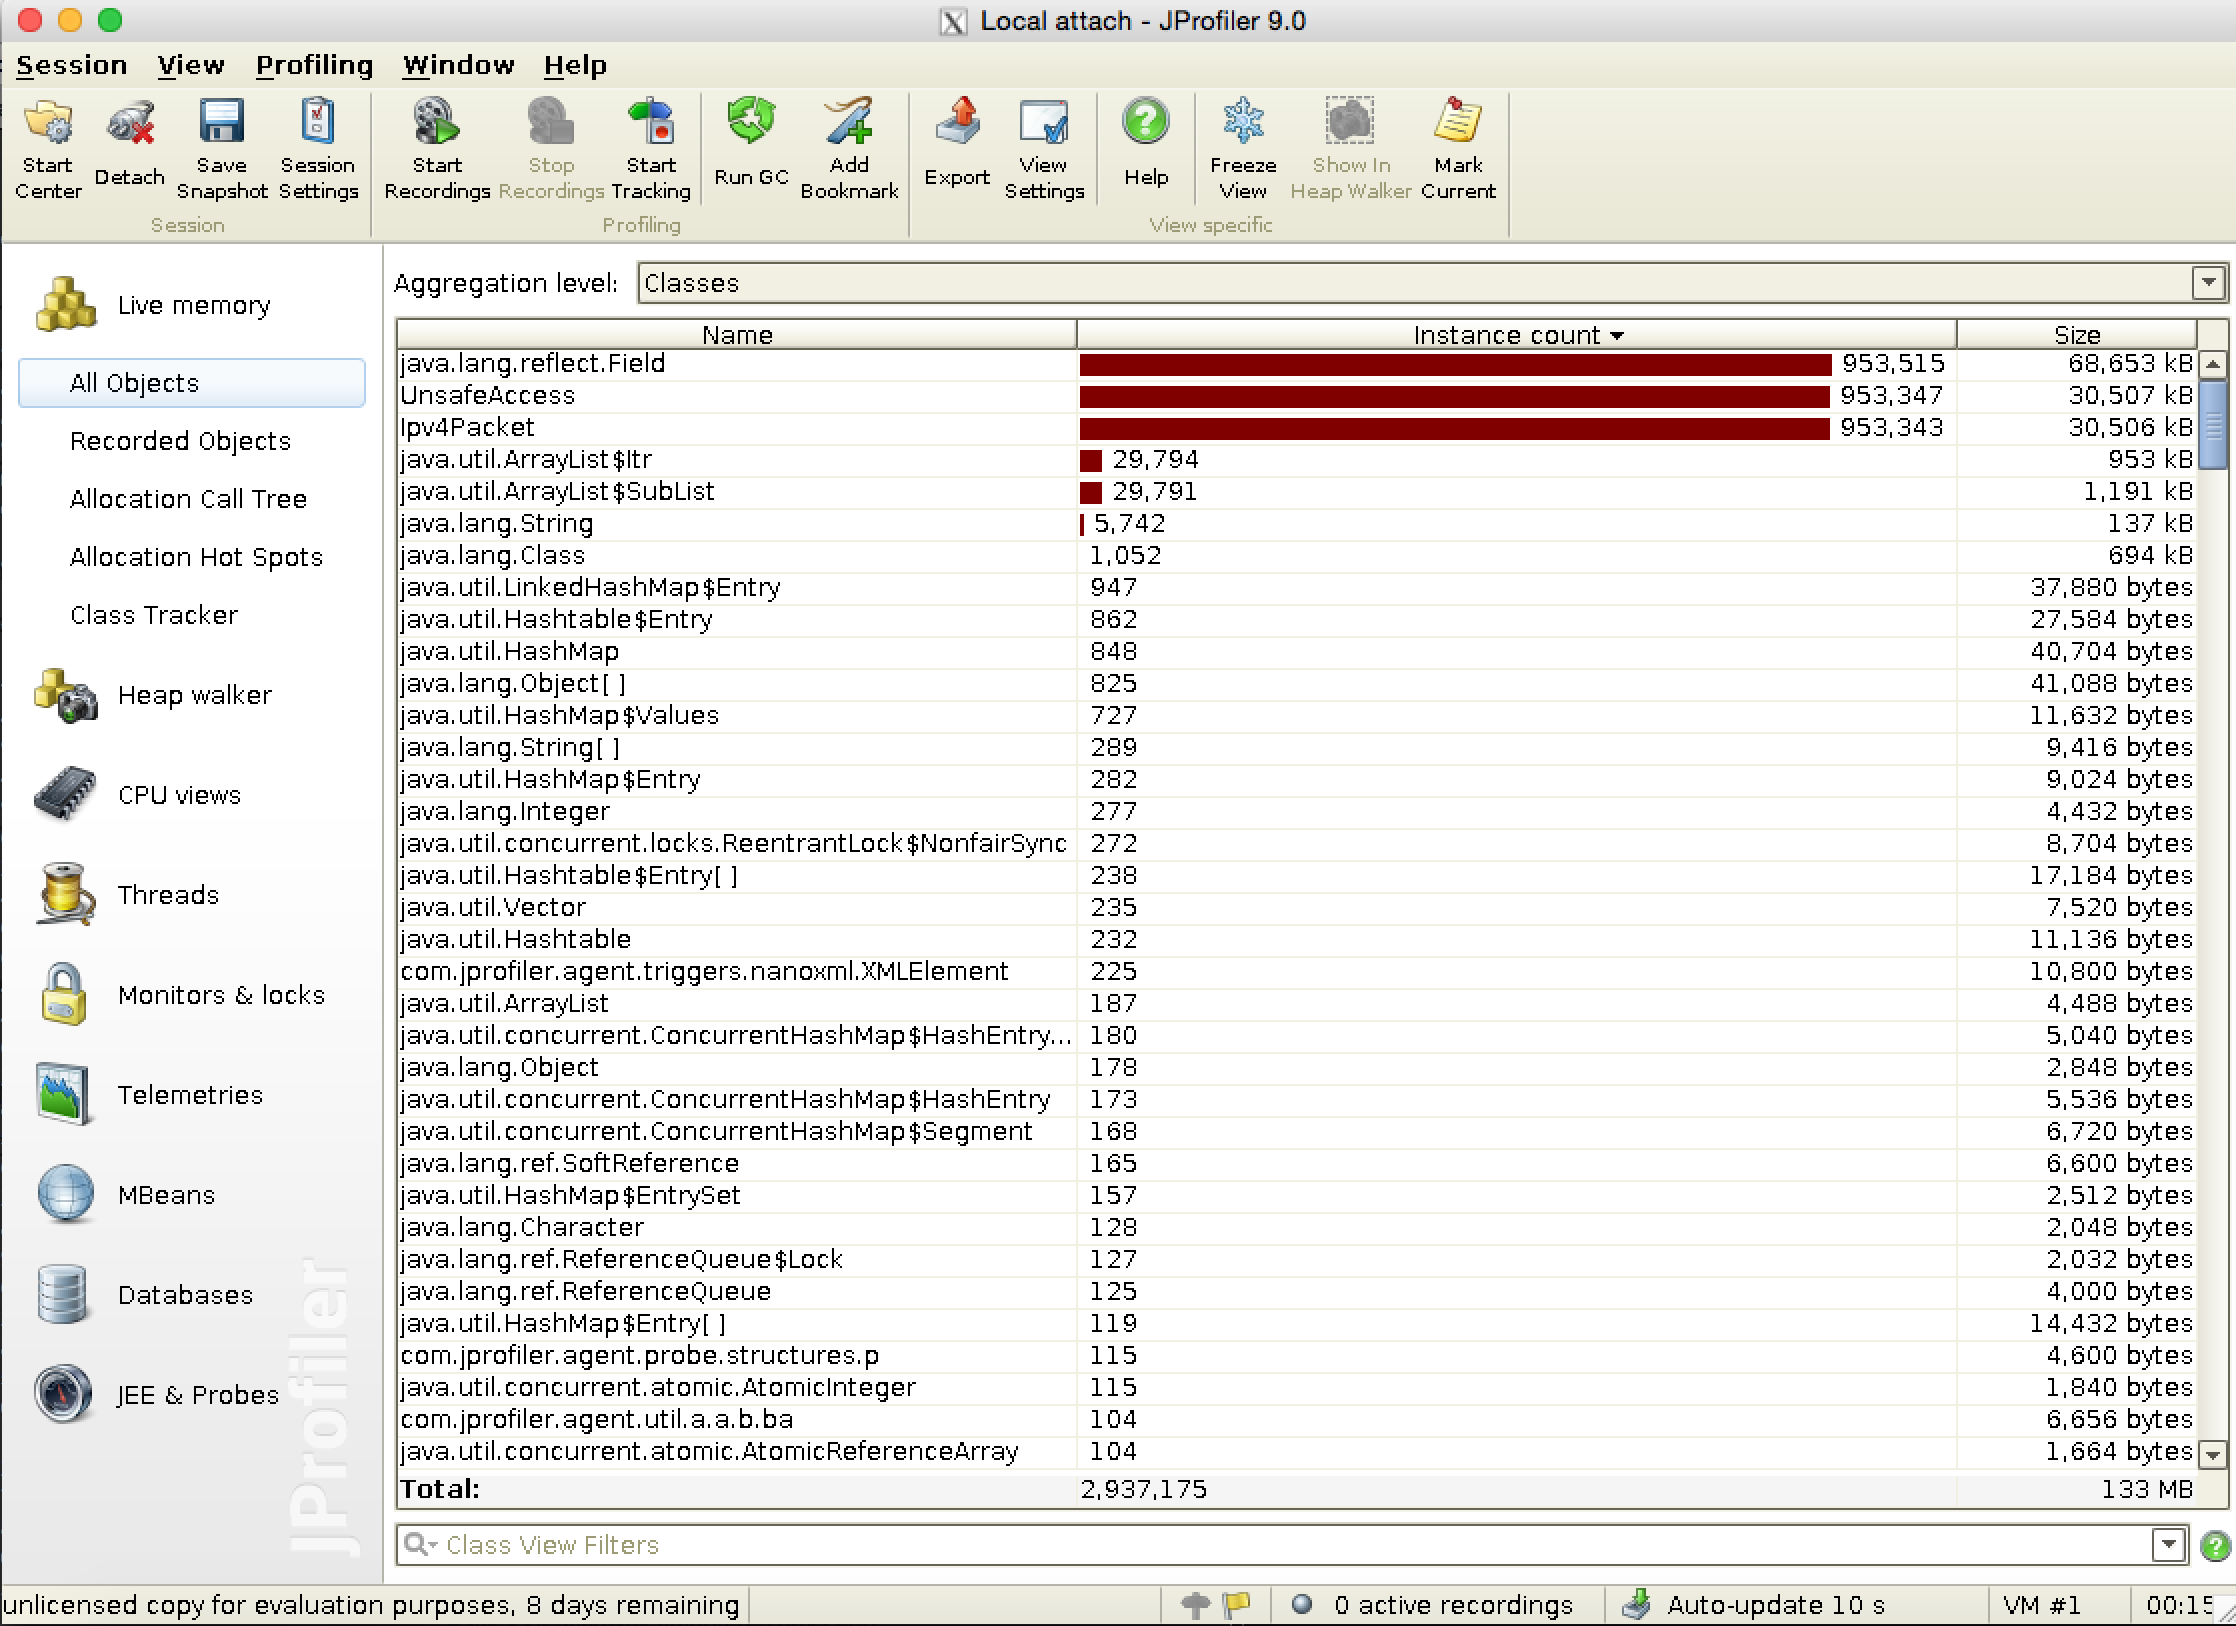 Local attach - JProfiler 9.0
Session View Profiling Window Help
Start Center
Detach
Save Snapshot
Session Settings
Start Recordings
Stop Recordings
Start Tracking
Run GC
Add Bookmark
Export
View Settings
Help
Freeze View
Show In Heap Walker
Mark Current
Session
Profiling
View specific
Live memory
All Objects
Recorded Objects
Allocation Call Tree
Allocation Hot Spots
Class Tracker
Heap walker
CPU views
Threads
Monitors & locks
Telemetries
MBeans
Databases
JEE & Probes
JProfiler
Aggregation level: Classes
Name Instance count Size
java.lang.reflect.Field 953,515 68,653 kB
UnsafeAccess 953,347 30,507 kB
Ipv4Packet 953,343 30,506 kB
java.util.ArrayList$Itr 29,794 953 kB
java.util.ArrayList$SubList 29,791 1,191 kB
java.lang.String 5,742 137 kB
java.lang.Class 1,052 694 kB
java.util.LinkedHashMap$Entry 947 37,880 bytes
java.util.Hashtable$Entry 862 27,584 bytes
java.util.HashMap 848 40,704 bytes
java.lang.Object[ ] 825 41,088 bytes
java.util.HashMap$Values 727 11,632 bytes
java.lang.String[ ] 289 9,416 bytes
java.util.HashMap$Entry 282 9,024 bytes
java.lang.Integer 277 4,432 bytes
java.util.concurrent.locks.ReentrantLock$NonfairSync 272 8,704 bytes
java.util.Hashtable$Entry[ ] 238 17,184 bytes
java.util.Vector 235 7,520 bytes
java.util.Hashtable 232 11,136 bytes
com.jprofiler.agent.triggers.nanoxml.XMLElement 225 10,800 bytes
java.util.ArrayList 187 4,488 bytes
java.util.concurrent.ConcurrentHashMap$HashEntry... 180 5,040 bytes
java.lang.Object 178 2,848 bytes
java.util.concurrent.ConcurrentHashMap$HashEntry 173 5,536 bytes
java.util.concurrent.ConcurrentHashMap$Segment 168 6,720 bytes
java.lang.ref.SoftReference 165 6,600 bytes
java.util.HashMap$EntrySet 157 2,512 bytes
java.lang.Character 128 2,048 bytes
java.lang.ref.ReferenceQueue$Lock 127 2,032 bytes
java.lang.ref.ReferenceQueue 125 4,000 bytes
java.util.HashMap$Entry[ ] 119 14,432 bytes
com.jprofiler.agent.probe.structures.p 115 4,600 bytes
java.util.concurrent.atomic.AtomicInteger 115 1,840 bytes
com.jprofiler.agent.util.a.a.b.ba 104 6,656 bytes
java.util.concurrent.atomic.AtomicReferenceArray 104 1,664 bytes
Total: 2,937,175 133 MB
Class View Filters
unlicensed copy for evaluation purposes, 8 days remaining
0 active recordings
Auto-update 10 s
VM #1
00:15